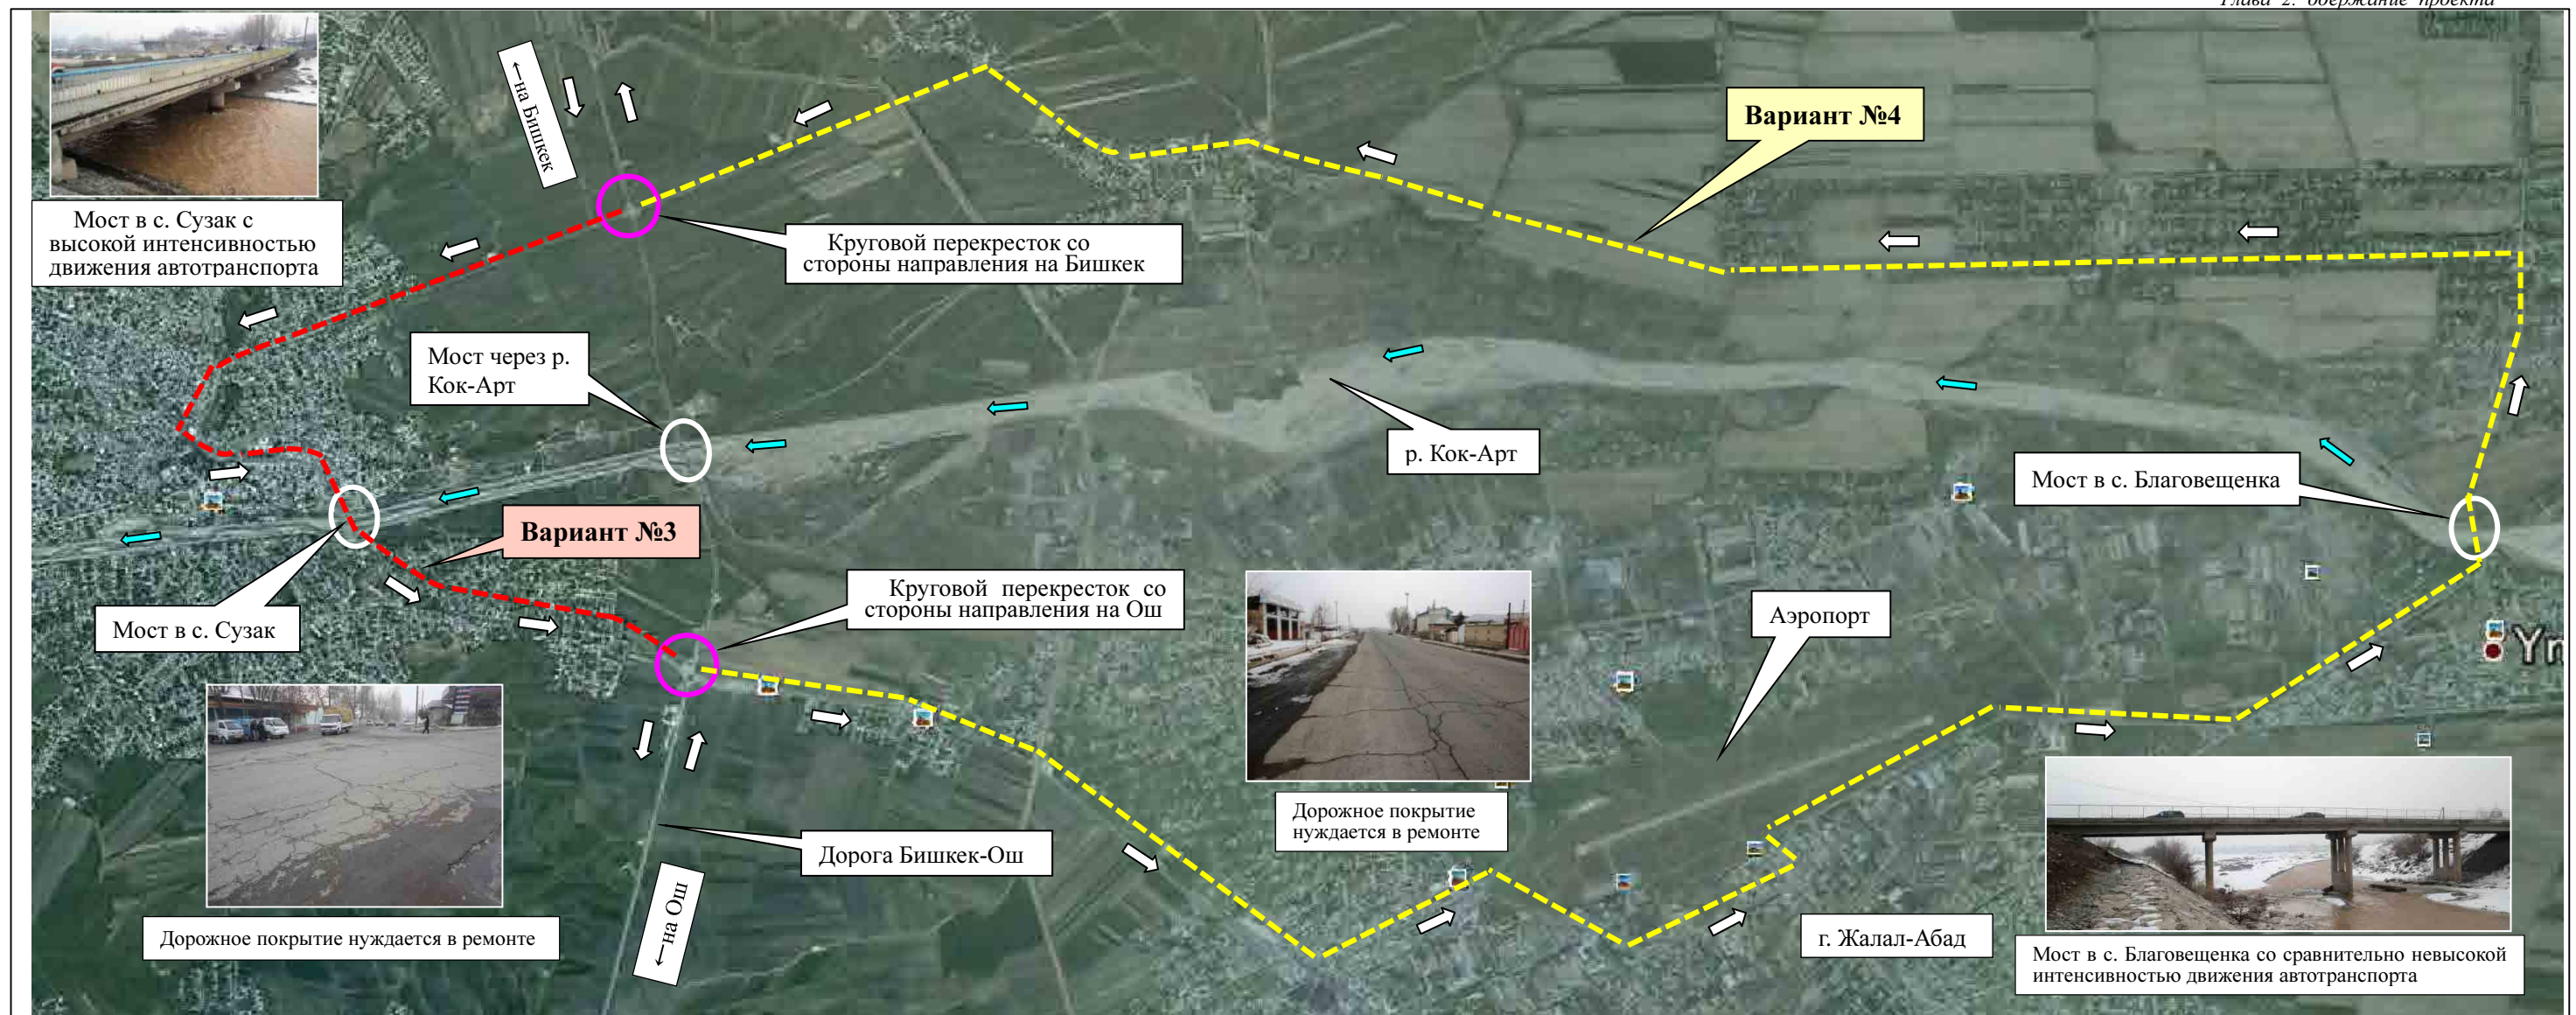 Глава 2.
проекта
←на Бишкек
Вариант №4
Мост в с. Сузак с
высокой интенсивностью
движения автотранспорта
Круговой перекресток со
стороны направления на Бишкек
Мост через р.
Кок-Арт
р. Кок-Арт
Мост в с. Благовещенка
Вариант №3
Круговой перекресток со
стороны направления на Ош
Аэропорт
Мост в с. Сузак
Дорожное покрытие
нуждается в ремонте
Дорога Бишкек-Ош
←на Ош
г. Жалал-Абад
Дорожное покрытие нуждается в ремонте
Мост в с. Благовещенка со сравнительно невысокой
интенсивностью движения автотранспорта